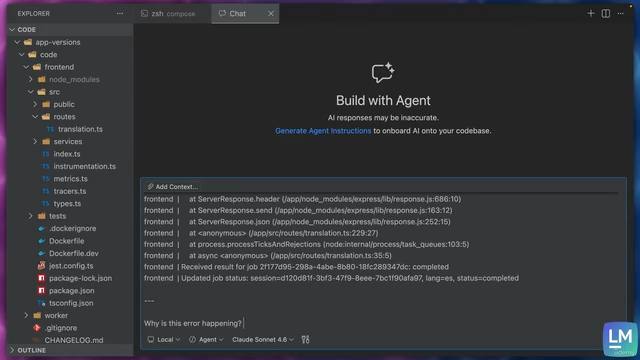 EXPLORER
zsh compose
Chat
CODE
app-versions
code
frontend
node_modules
src
public
routes
translation.ts
services
index.ts
instrumentation.ts
metrics.ts
tracers.ts
types.ts
tests
.dockerignore
Dockerfile
Dockerfile.dev
jest.config.ts
package-lock.json
package.json
tsconfig.json
worker
.gitignore
CHANGELOG.md
OUTLINE
Build with Agent
AI responses may be inaccurate.
Generate Agent Instructions to onboard AI onto your codebase.
Add Context...
frontend | at ServerResponse.header (/app/node_modules/express/lib/response.js:686:10)
frontend | at ServerResponse.send (/app/node_modules/express/lib/response.js:163:12)
frontend | at ServerResponse.json (/app/node_modules/express/lib/response.js:252:15)
frontend | at <anonymous> (/app/src/routes/translation.ts:229:27)
frontend | at process.processTicksAndRejections (node:internal/process/task_queues:103:5)
frontend | at async <anonymous> (/app/src/routes/translation.ts:35:5)
frontend | Received result for job 2f177d95-298a-4abe-8b80-18fc289347dc: completed
frontend | Updated job status: session=d120d81f-3bf3-47f9-8eee-7bc1f90afa97, lang=es, status=completed
---
Why is this error happening?
Local
Agent
Claude Sonnet 4.6
LM
udemy